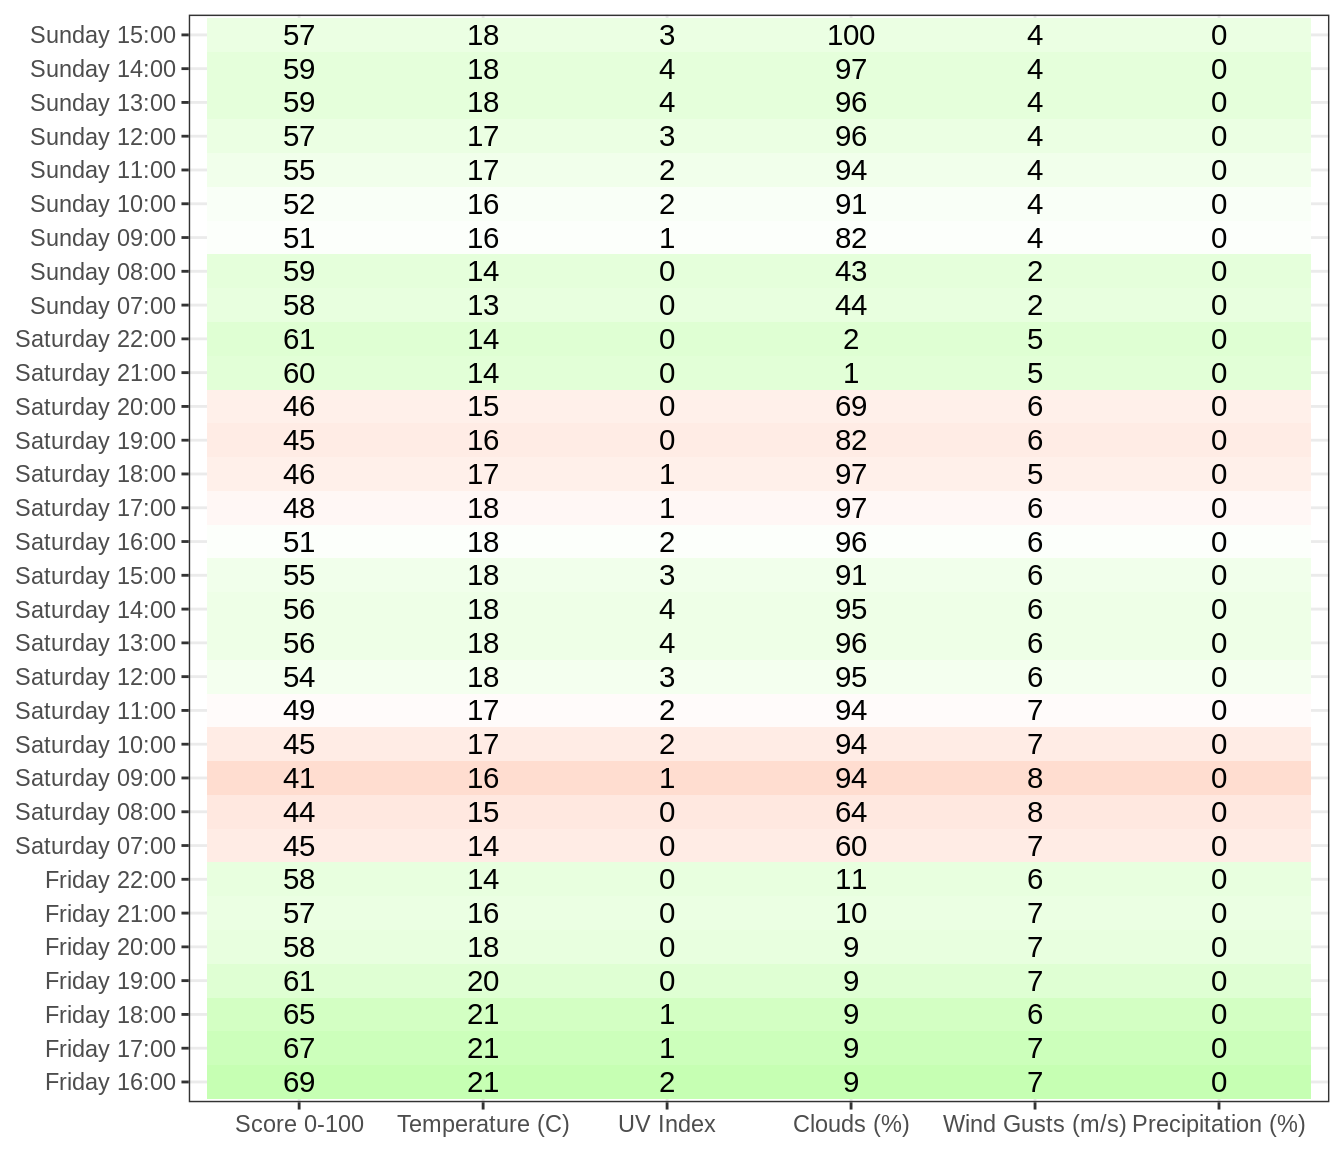 Sunday 15:00 57 18 3 100 4 0
Sunday 14:00 59 18 4 97 4 0
Sunday 13:00 59 18 4 96 4 0
Sunday 12:00 57 17 3 96 4 0
Sunday 11:00 55 17 2 94 4 0
Sunday 10:00 52 16 2 91 4 0
Sunday 09:00 51 16 1 82 4 0
Sunday 08:00 59 14 0 43 2 0
Sunday 07:00 58 13 0 44 2 0
Saturday 22:00 61 14 0 2 5 0
Saturday 21:00 60 14 0 1 5 0
Saturday 20:00 46 15 0 69 6 0
Saturday 19:00 45 16 0 82 6 0
Saturday 18:00 46 17 1 97 5 0
Saturday 17:00 48 18 1 97 6 0
Saturday 16:00 51 18 2 96 6 0
Saturday 15:00 55 18 3 91 6 0
Saturday 14:00 56 18 4 95 6 0
Saturday 13:00 56 18 4 96 6 0
Saturday 12:00 54 18 3 95 6 0
Saturday 11:00 49 17 2 94 7 0
Saturday 10:00 45 17 2 94 7 0
Saturday 09:00 41 16 1 94 8 0
Saturday 08:00 44 15 0 64 8 0
Saturday 07:00 45 14 0 60 7 0
Friday 22:00 58 14 0 11 6 0
Friday 21:00 57 16 0 10 7 0
Friday 20:00 58 18 0 9 7 0
Friday 19:00 61 20 0 9 7 0
Friday 18:00 65 21 1 9 6 0
Friday 17:00 67 21 1 9 7 0
Friday 16:00 69 21 2 9 7 0
Score 0-100 Temperature (C) UV Index Clouds (%) Wind Gusts (m/s) Precipitation (%)